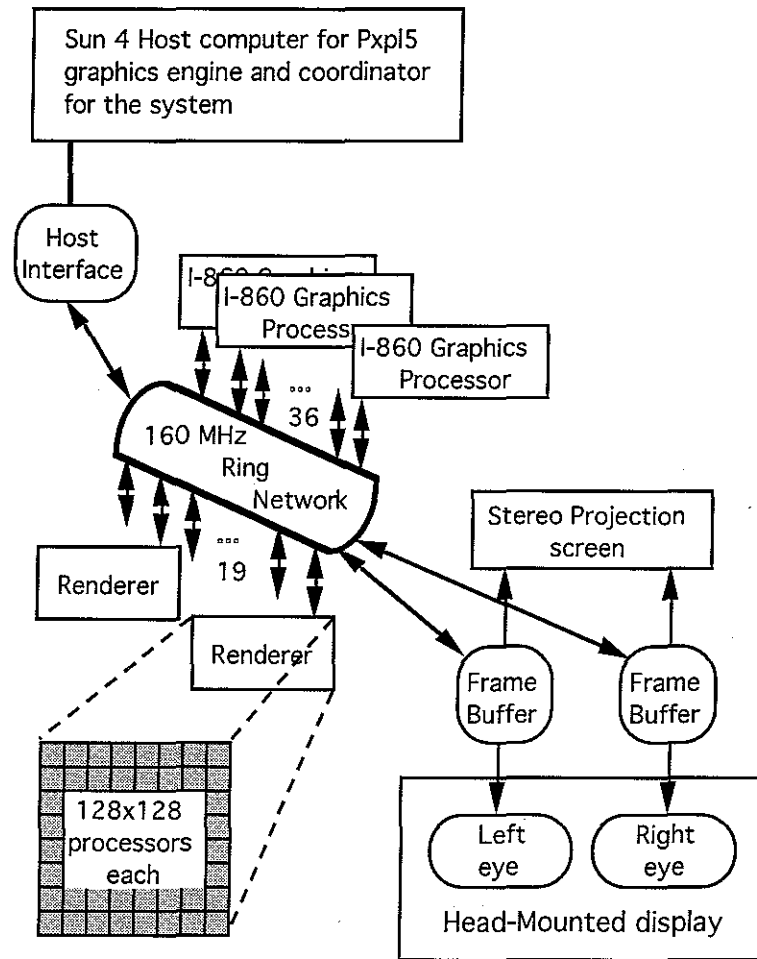 Sun 4 Host computer for Pxpl5
graphics engine and coordinator
for the system
Host
Interface
I-860
I-860 Graphics
Process
I-860 Graphics
Processor
...
36
160 MHz
Ring
Network
...
19
Renderer
Renderer
128x128
processors
each
Stereo Projection
screen
Frame
Buffer
Frame
Buffer
Left
eye
Right
eye
Head-Mounted display